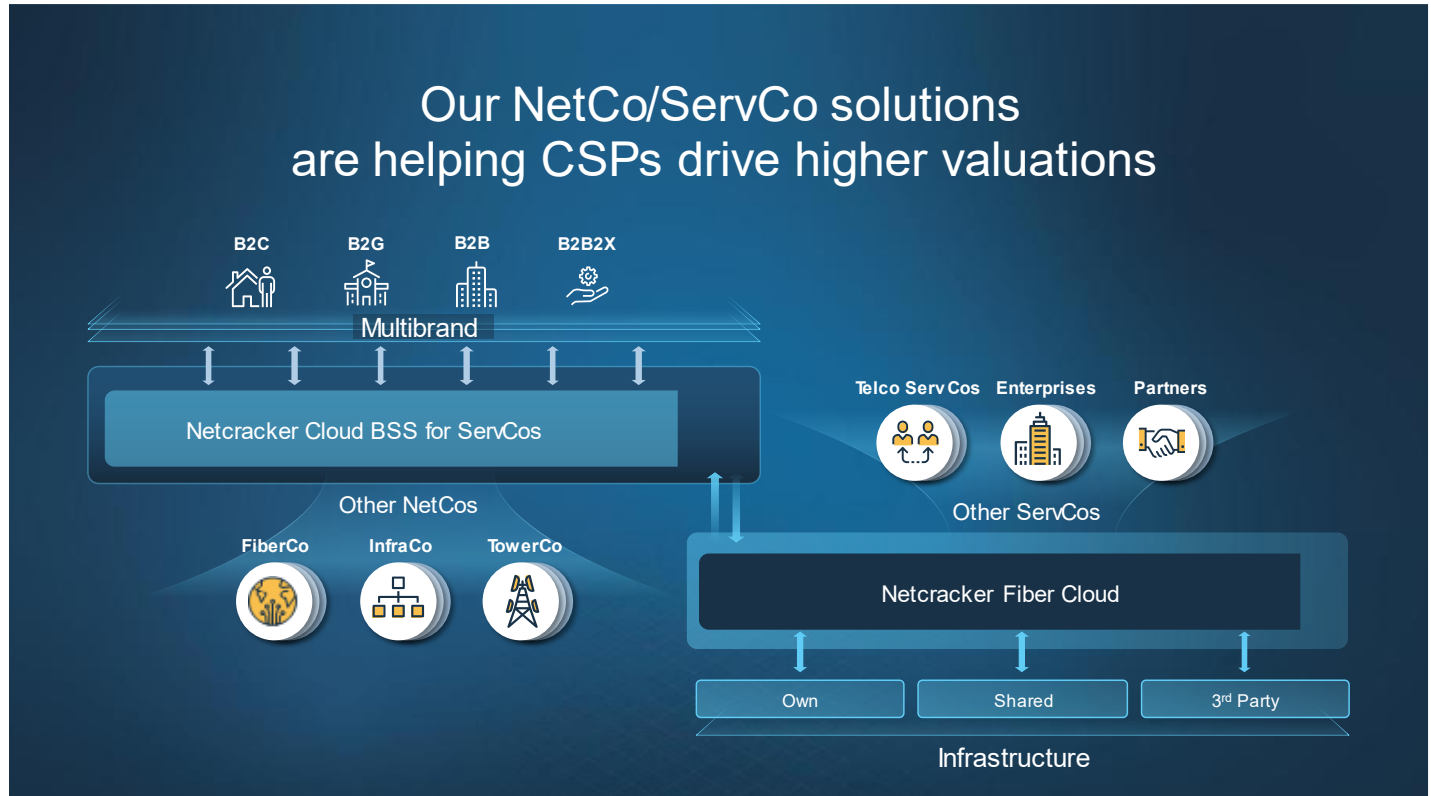 Our NetCo/ServCo solutions
are helping CSPs drive higher valuations
B2C
B2G
B2B
B2B2X
Multibrand
Netcracker Cloud BSS for ServCos
Other NetCos
FiberCo
InfraCo
TowerCo
Telco ServCos
Enterprises
Partners
Other ServCos
Netcracker Fiber Cloud
Own
Shared
3rd Party
Infrastructure